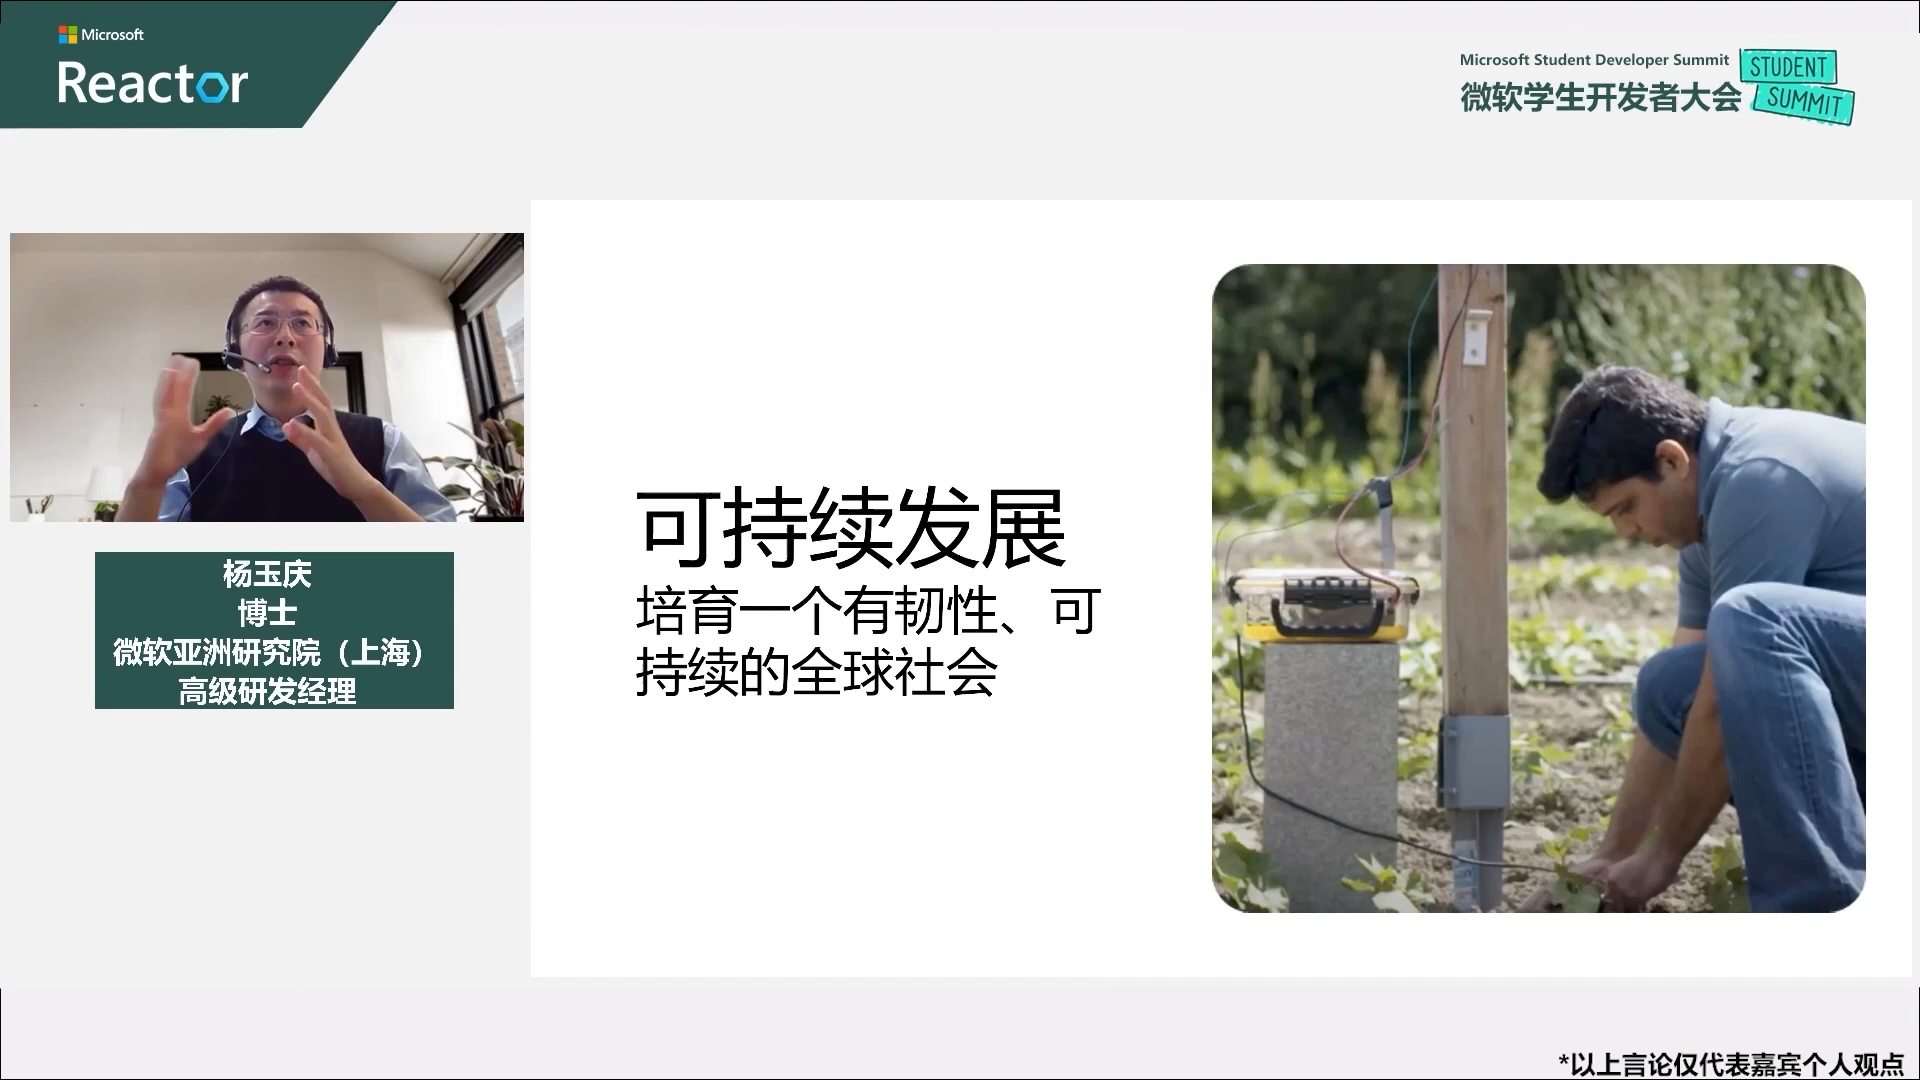 Microsoft
Reactor
Microsoft Student Developer Summit
微软学生开发者大会
STUDENT
SUMMIT
杨玉庆
博士
微软亚洲研究院（上海）
高级研发经理
可持续发展
培育一个有韧性、可
持续的全球社会
*以上言论仅代表嘉宾个人观点